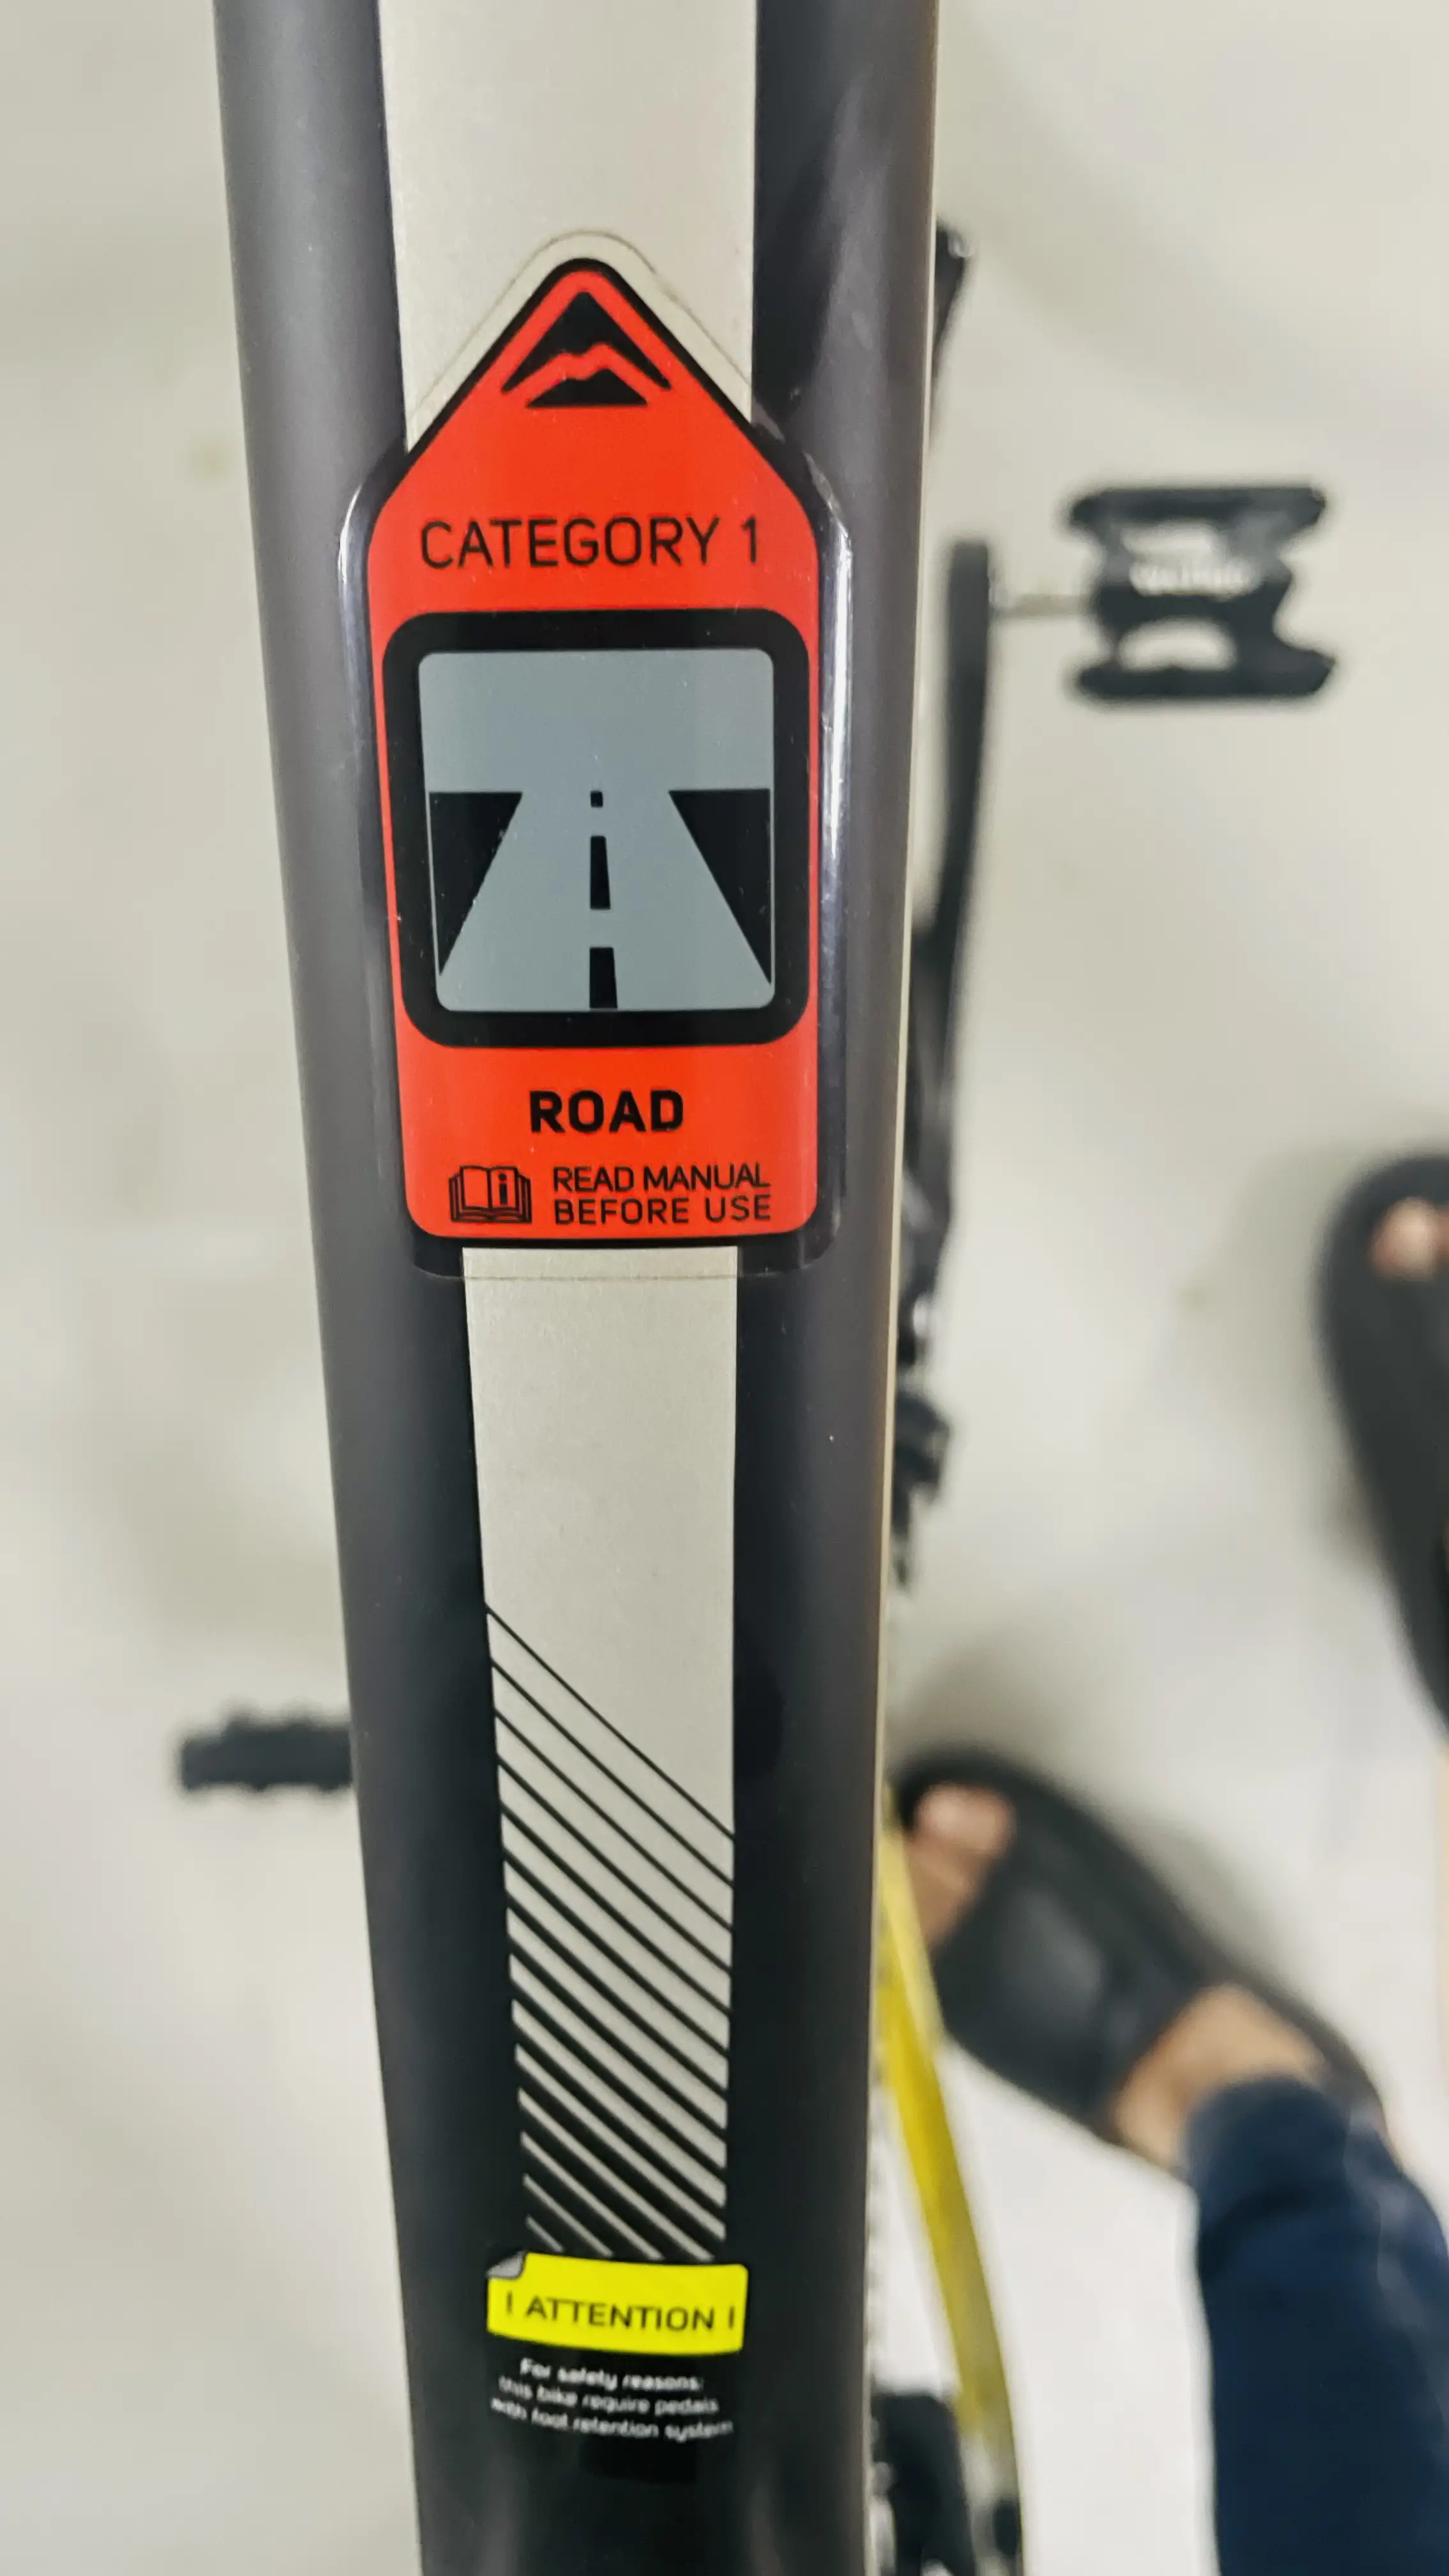 CATEGORY 1
ROAD
READ MANUAL
BEFORE USE
! ATTENTION !
For safety reasons:
this bike require pedals
with foot retention system